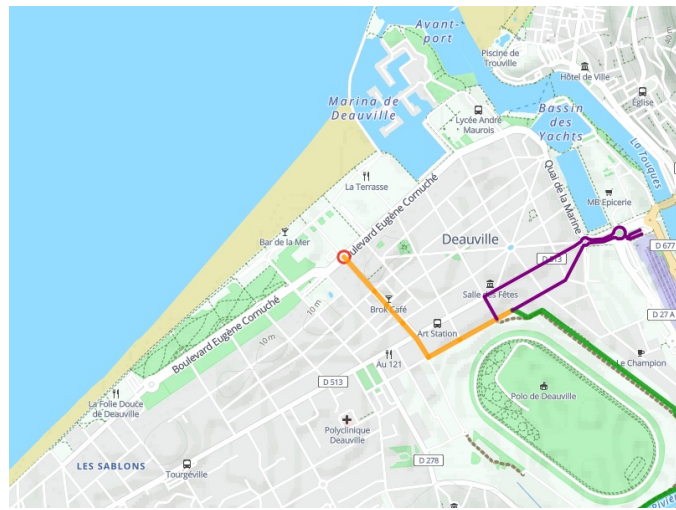 Avant-
port
Piscine de
Trouville
Hôtel de Ville
Église
Marina de
Deauville
Lycée André
Maurois
Bassin
des
Yachts
La Touques
La Terrasse
Quai de la Marine
MB Epicerie
Boulevard Eugène Cornuché
Bar de la Mer
Deauville
D 513
D 677
10 m
Salle des Fêtes
Brok Café
Art Station
D 27 A
Boulevard Eugène Cornuché
10 m
Au 121
Le Champion
D 513
La Folle Douce
de Deauville
Polo de Deauville
Polyclinique
Deauville
LES SABLONS
Tourgéville
D 278